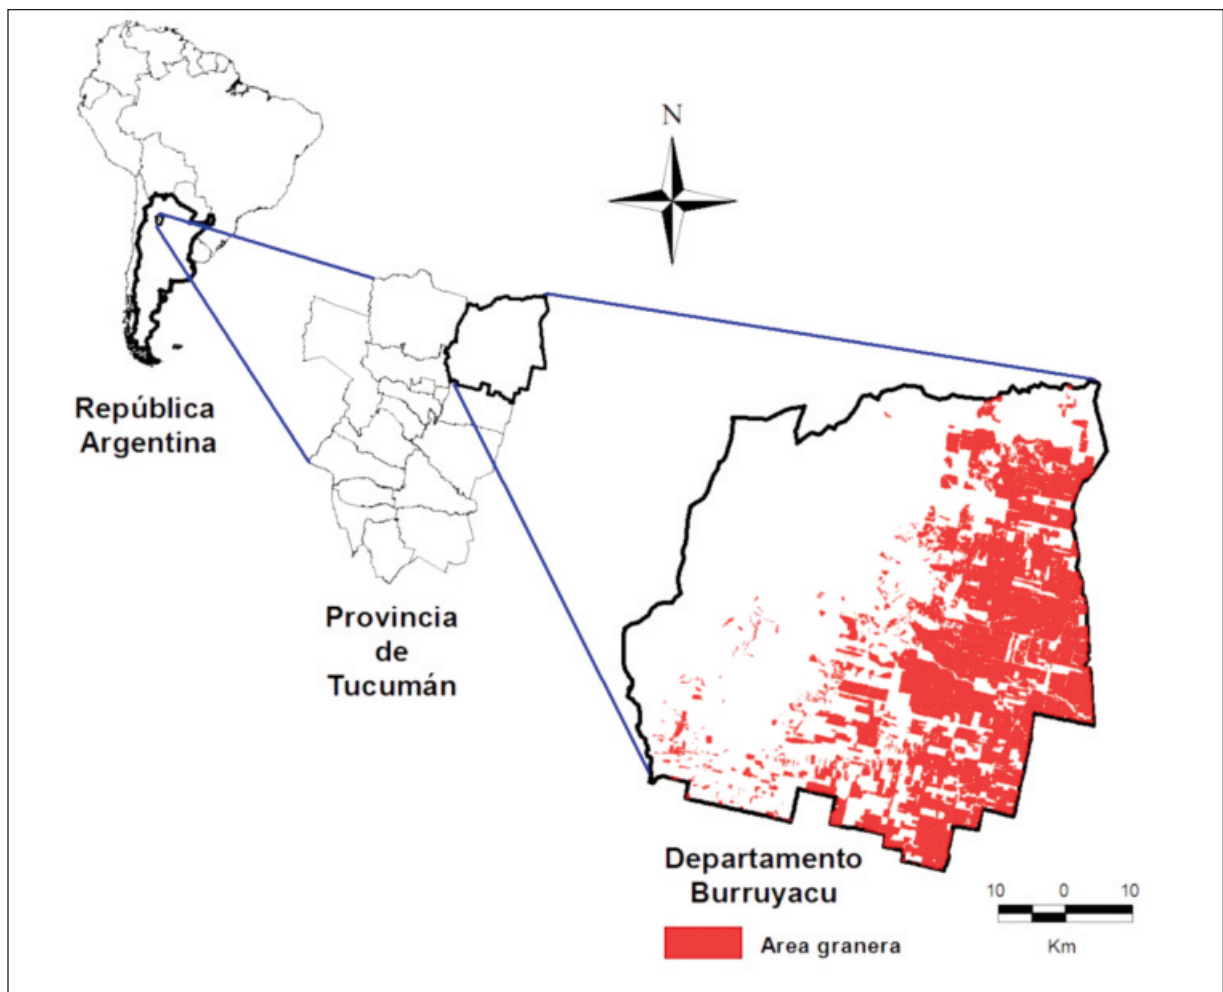 N
República
Argentina
Provincia
de
Tucumán
Departamento
Burruyacu
Area granera
10 0 10
Km